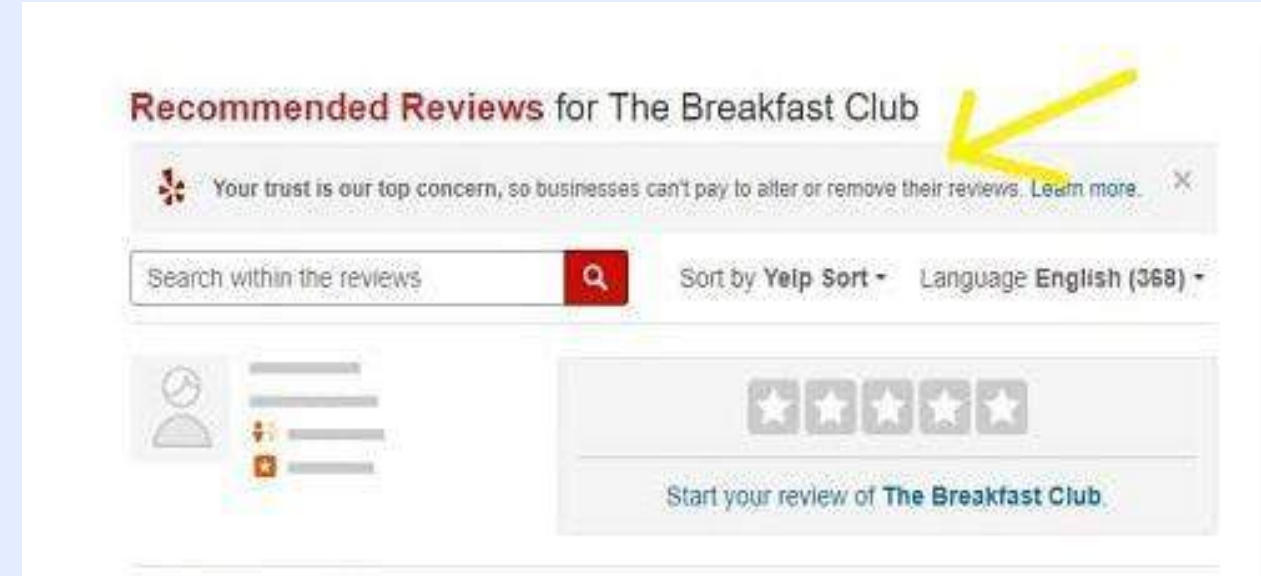 Recommended Reviews for The Breakfast Club
Your trust is our top concern, so businesses can't pay to alter or remove their reviews. Learn more.
Search within the reviews
Sort by Yelp Sort
Language English (368)
Start your review of The Breakfast Club.